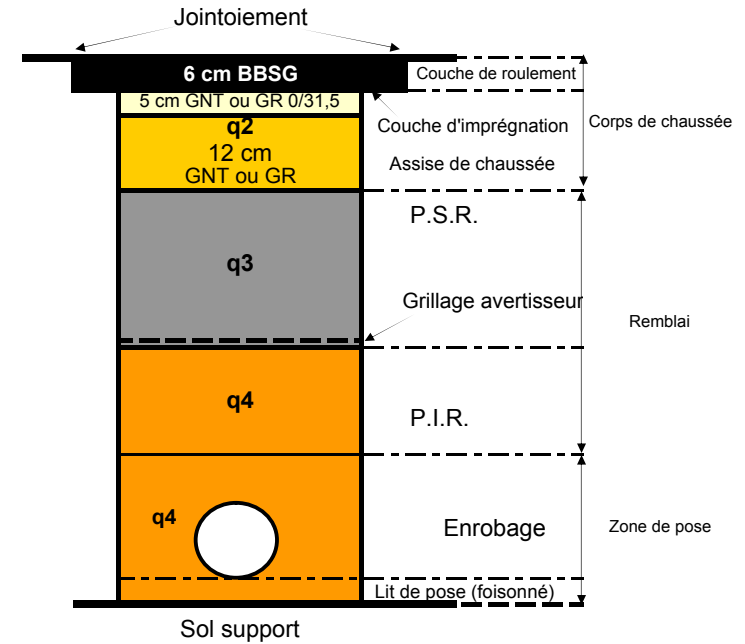 Jointoiement
6 cm BBSG
Couche de roulement
5 cm GNT ou GR 0/31,5
q2
12 cm
GNT ou GR
Couche d'imprégnation
Corps de chaussée
Assise de chaussée
P.S.R.
q3
Grillage avertisseur
Remblai
q4
P.I.R.
q4
Enrobage
Zone de pose
Lit de pose (foisonné)
Sol support